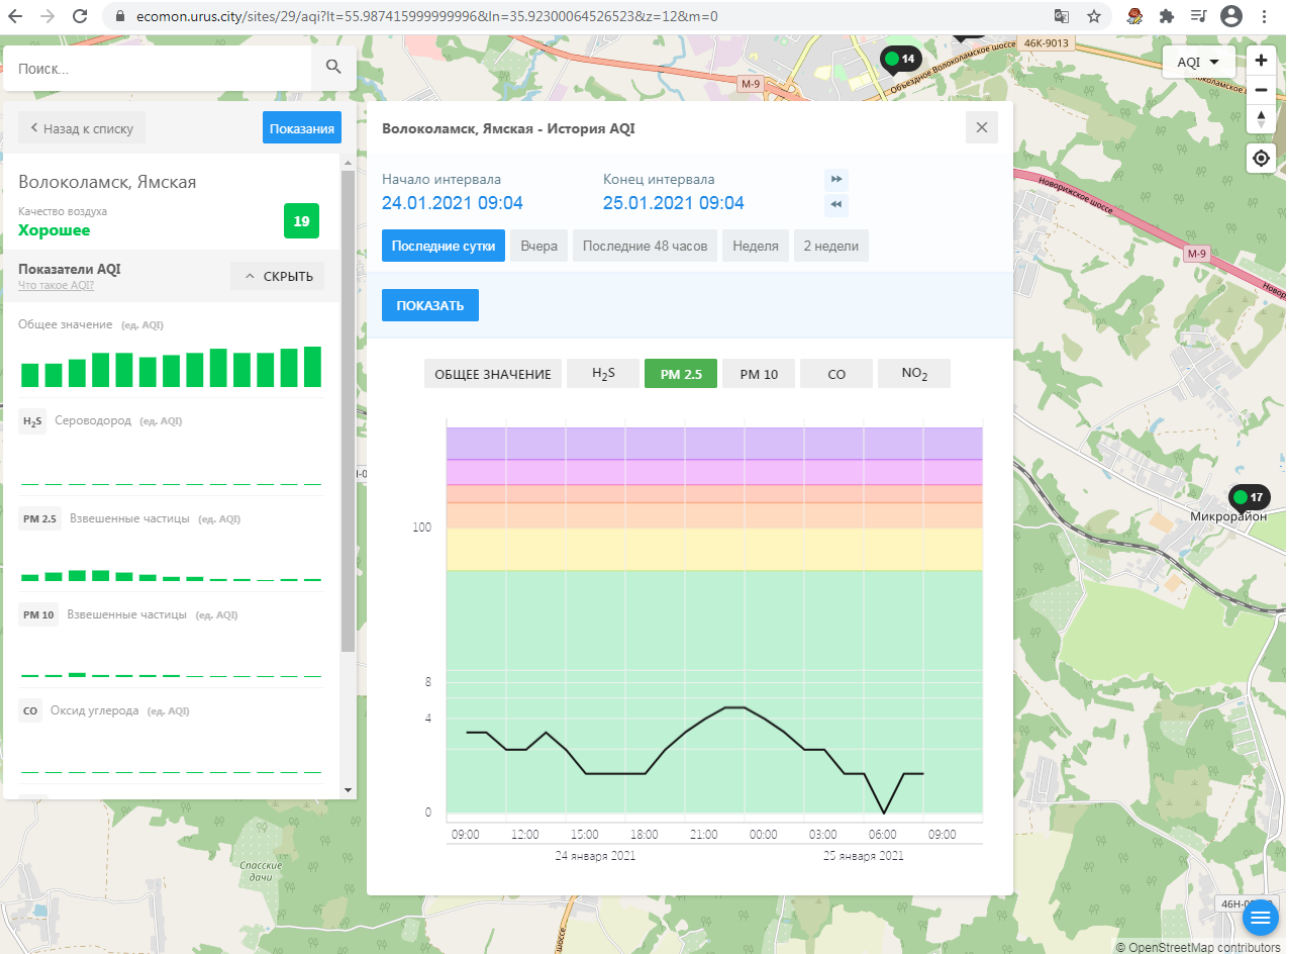 ecomon.urus.city/sites/29/aqi?lt=55.987415999999996&ln=35.92300064526523&z=12&m=0
Поиск...
46К-9013
14
AQI
М-9
Объездное Волоколамское шоссе
Назад к списку
Показания
Волоколамск, Ямская - История AQI
Волоколамск, Ямская
Качество воздуха
Хорошее
19
Начало интервала
Конец интервала
24.01.2021 09:04
25.01.2021 09:04
Последние сутки
Вчера
Последние 48 часов
Неделя
2 недели
Новорижское шоссе
М-9
Показатели AQI
Что такое AQI?
СКРЫТЬ
ПОКАЗАТЬ
Общее значение (ед. AQI)
ОБЩЕЕ ЗНАЧЕНИЕ
H2S
PM 2.5
PM 10
CO
NO2
H2S Сероводород (ед. AQI)
PM 2.5 Взвешенные частицы (ед. AQI)
PM 10 Взвешенные частицы (ед. AQI)
CO Оксид углерода (ед. AQI)
100
8
4
0
09:00 12:00 15:00 18:00 21:00 00:00 03:00 06:00 09:00
24 января 2021
25 января 2021
17
Микрорайон
Спасские
дачи
шоссе
© OpenStreetMap contributors